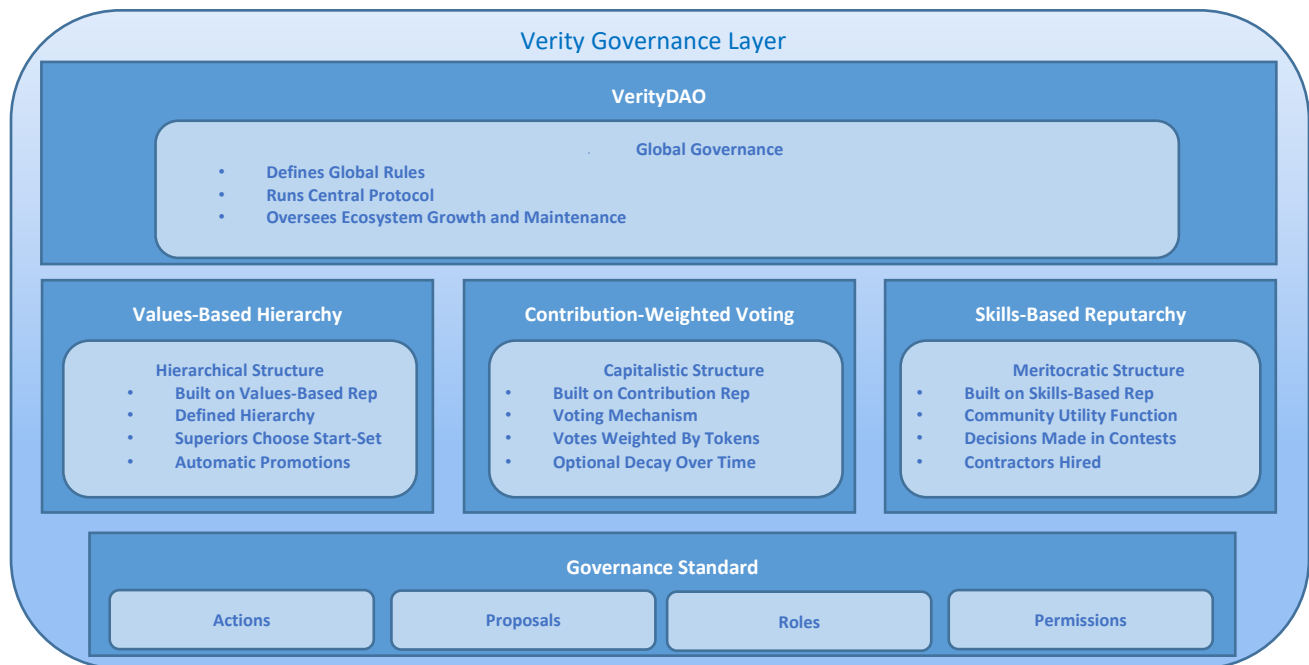 Verity Governance Layer
VerityDAO
Global Governance
• Defines Global Rules
• Runs Central Protocol
• Oversees Ecosystem Growth and Maintenance
Values-Based Hierarchy
Hierarchical Structure
• Built on Values-Based Rep
• Defined Hierarchy
• Superiors Choose Start-Set
• Automatic Promotions
Contribution-Weighted Voting
Capitalistic Structure
• Built on Contribution Rep
• Voting Mechanism
• Votes Weighted By Tokens
• Optional Decay Over Time
Skills-Based Reputarchy
Meritocratic Structure
• Built on Skills-Based Rep
• Community Utility Function
• Decisions Made in Contests
• Contractors Hired
Governance Standard
Actions
Proposals
Roles
Permissions